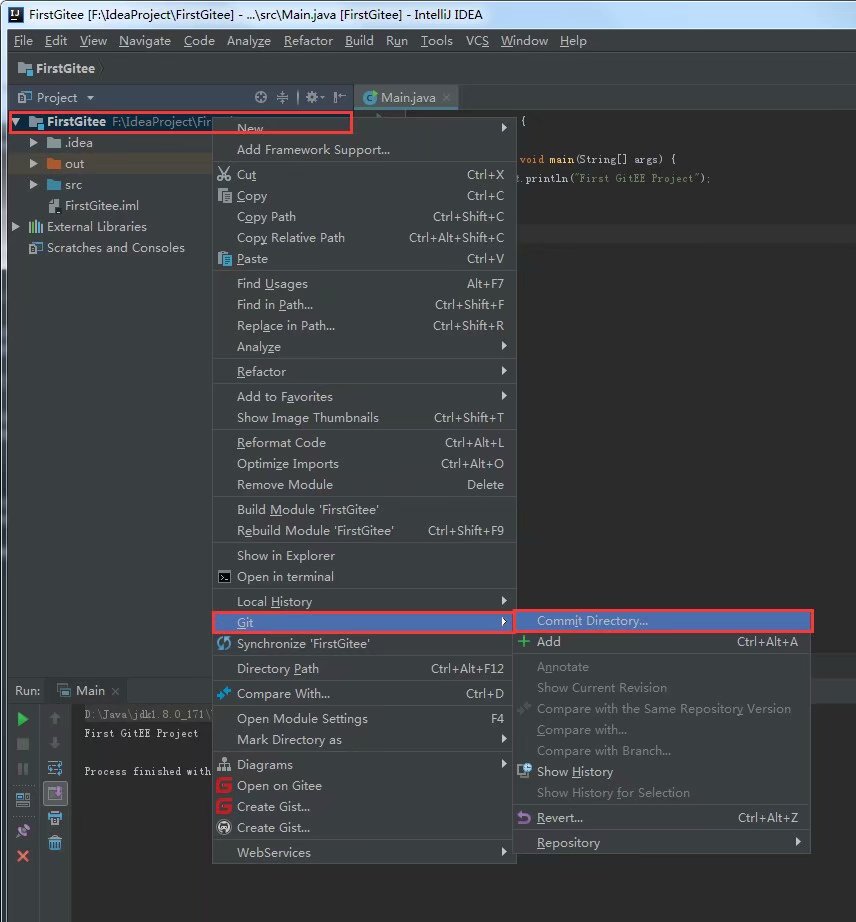 FirstGitee [F:\IdeaProject\FirstGitee] - ...\src\Main.java [FirstGitee] - IntelliJ IDEA
File Edit View Navigate Code Analyze Refactor Build Run Tools VCS Window Help
FirstGitee
Project
Main.java
FirstGitee F:\IdeaProject\Fir
.idea
out
src
FirstGitee.iml
External Libraries
Scratches and Consoles
{
void main(String[] args) {
t.println("First GitEE Project");
New
Add Framework Support...
Cut Ctrl+X
Copy Ctrl+C
Copy Path Ctrl+Shift+C
Copy Relative Path Ctrl+Alt+Shift+C
Paste Ctrl+V
Find Usages Alt+F7
Find in Path... Ctrl+Shift+F
Replace in Path... Ctrl+Shift+R
Analyze
Refactor
Add to Favorites
Show Image Thumbnails Ctrl+Shift+T
Reformat Code Ctrl+Alt+L
Optimize Imports Ctrl+Alt+O
Remove Module Delete
Build Module 'FirstGitee'
Rebuild Module 'FirstGitee' Ctrl+Shift+F9
Show in Explorer
Open in terminal
Local History
Git
Synchronize 'FirstGitee'
Directory Path Ctrl+Alt+F12
Compare With... Ctrl+D
Open Module Settings F4
Mark Directory as
Diagrams
Open on Gitee
Create Gist...
Create Gist...
WebServices
Commit Directory...
Add Ctrl+Alt+A
Annotate
Show Current Revision
Compare with the Same Repository Version
Compare with...
Compare with Branch...
Show History
Show History for Selection
Revert... Ctrl+Alt+Z
Repository
Run: Main
D:\Java\jdk1.8.0_171\
First GitEE Project
Process finished with